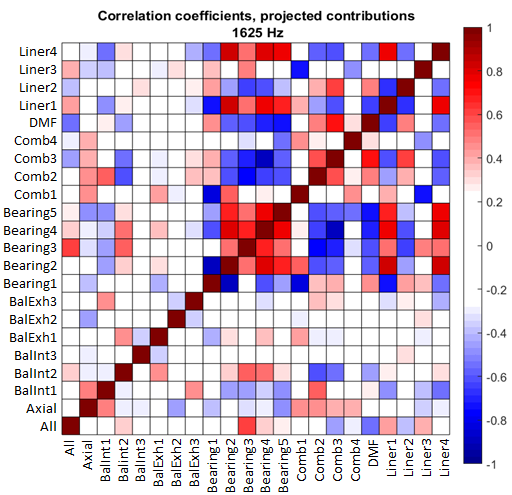 Correlation coefficients, projected contributions
1625 Hz
Liner4
Liner3
Liner2
Liner1
DMF
Comb4
Comb3
Comb2
Comb1
Bearing5
Bearing4
Bearing3
Bearing2
Bearing1
BalExh3
BalExh2
BalExh1
BalInt3
BalInt2
BalInt1
Axial
All
All
Axial
BalInt1
BalInt2
BalInt3
BalExh1
BalExh2
BalExh3
Bearing1
Bearing2
Bearing3
Bearing4
Bearing5
Comb1
Comb2
Comb3
Comb4
DMF
Liner1
Liner2
Liner3
Liner4
1
0.8
0.6
0.4
0.2
0
-0.2
-0.4
-0.6
-0.8
-1